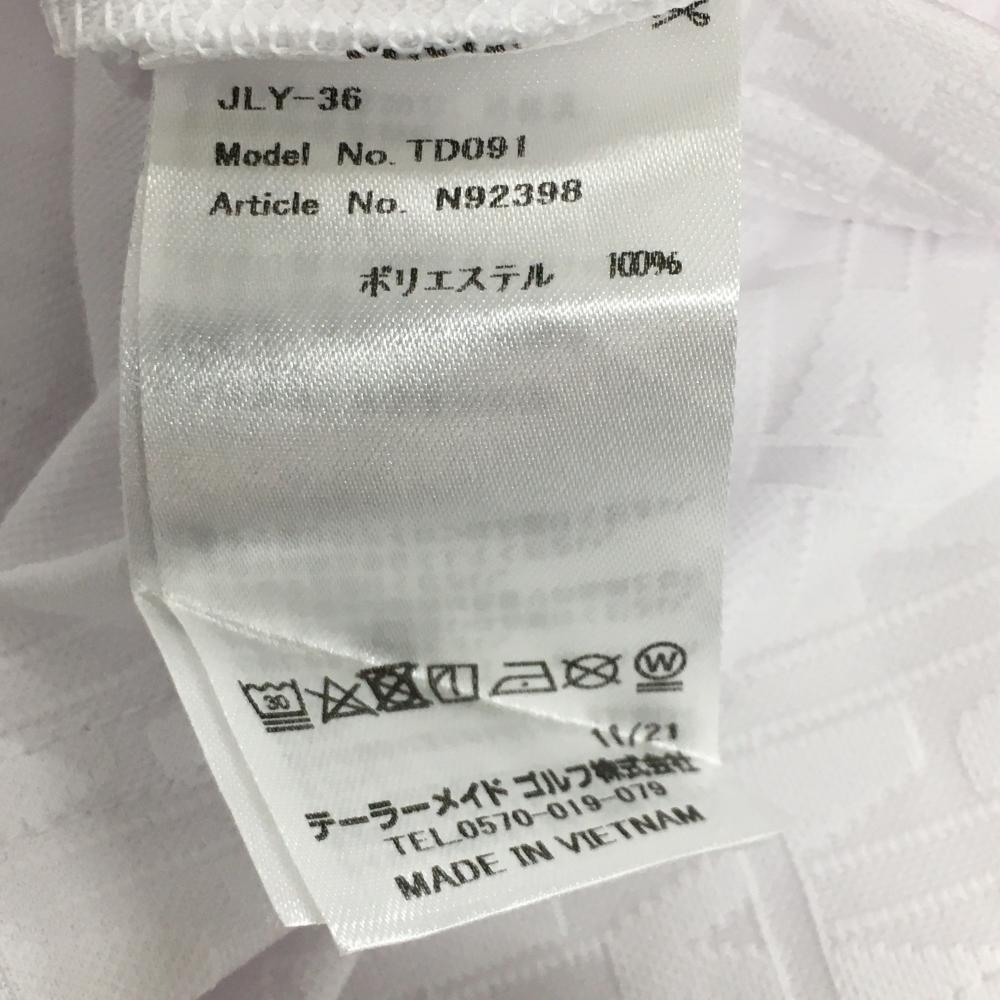 JLY-36
Model No. TD091
Article No. N92398
ポリエステル 100%
30
W
11/21
テーラーメイド ゴルフ株式会社
TEL.0570-019-079
MADE IN VIETNAM